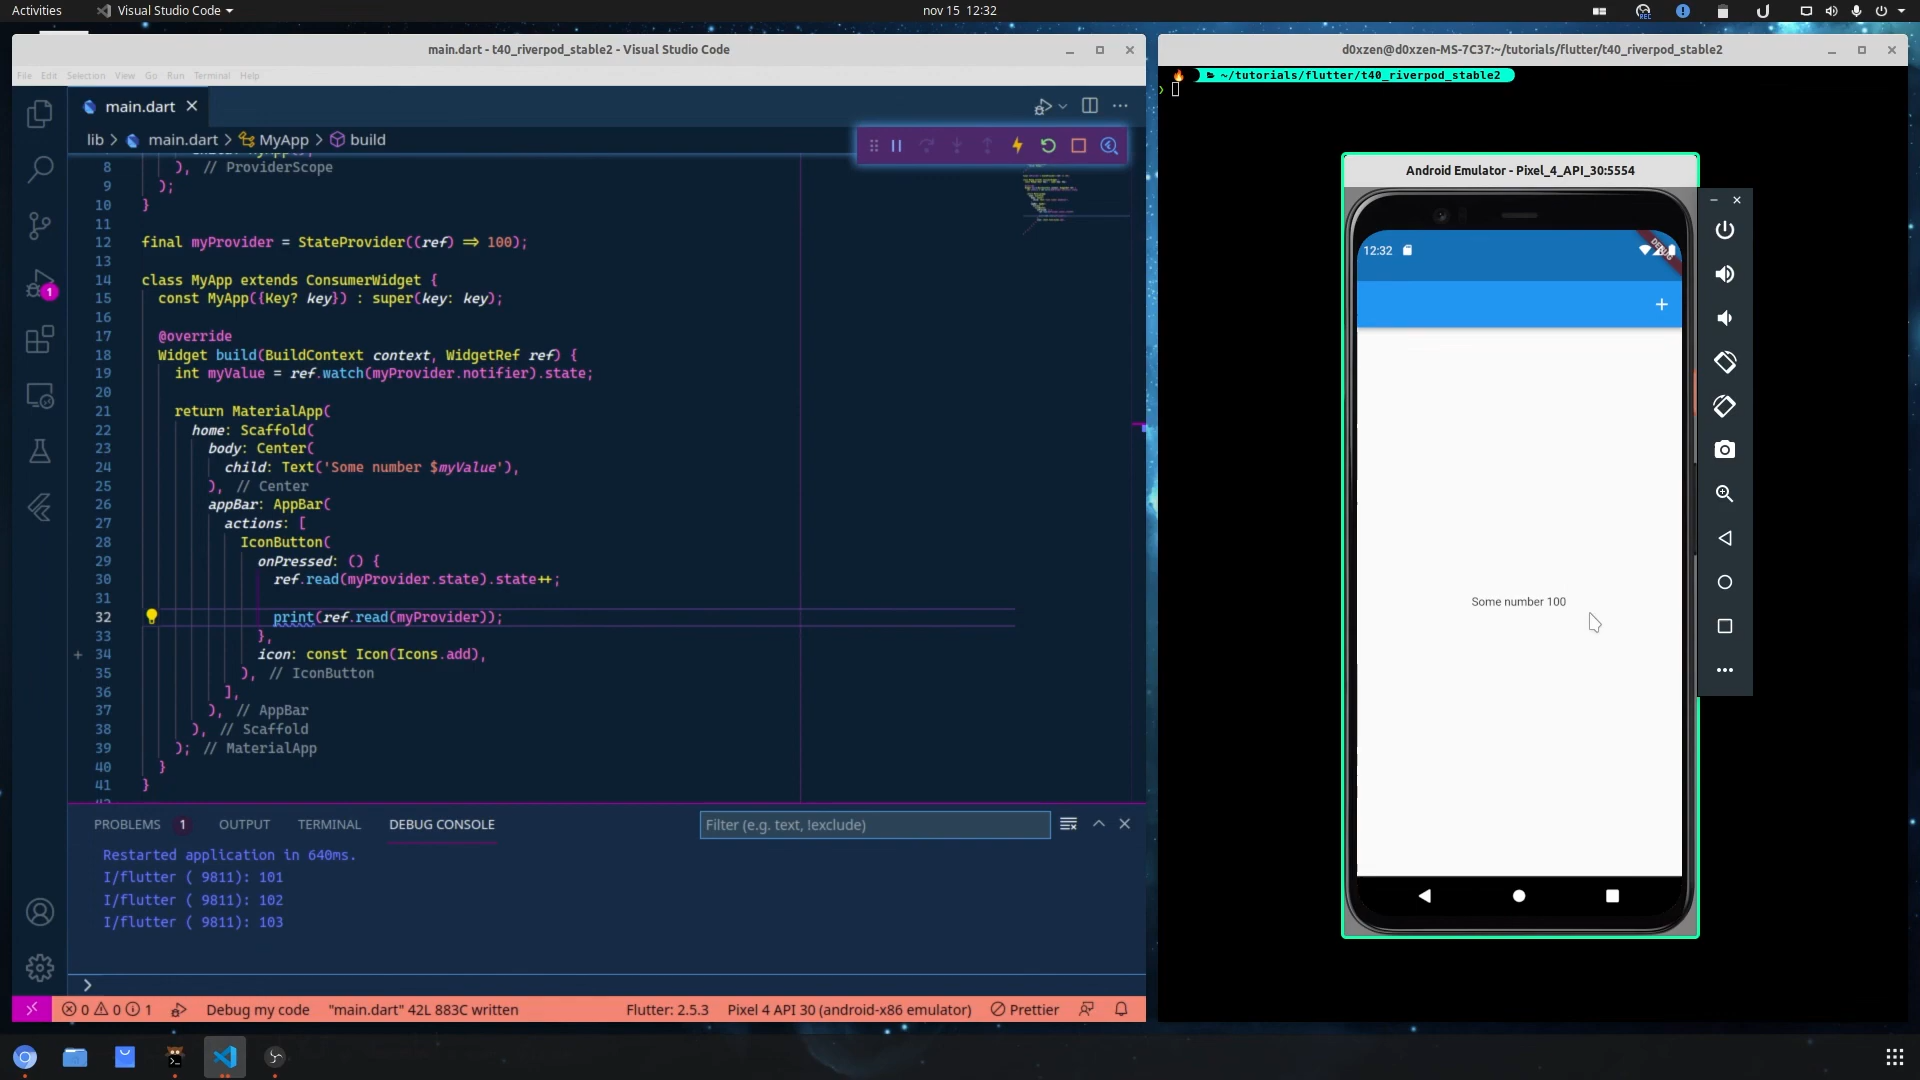 Activities
Visual Studio Code
nov 15 12:32
main.dart - t40_riverpod_stable2 - Visual Studio Code
File Edit Selection View Go Run Terminal Help
main.dart
lib > main.dart > MyApp > build
8 ), // ProviderScope
9 );
10 }
11
12 final myProvider = StateProvider((ref) => 100);
13
14 class MyApp extends ConsumerWidget {
15 const MyApp({Key? key}) : super(key: key);
16
17 @override
18 Widget build(BuildContext context, WidgetRef ref) {
19 int myValue = ref.watch(myProvider.notifier).state;
20
21 return MaterialApp(
22 home: Scaffold(
23 body: Center(
24 child: Text('Some number $myValue'),
25 ), // Center
26 appBar: AppBar(
27 actions: [
28 IconButton(
29 onPressed: () {
30 ref.read(myProvider.state).state++;
31
32 print(ref.read(myProvider));
33 },
34 icon: const Icon(Icons.add),
35 ), // IconButton
36 ],
37 ), // AppBar
38 ), // Scaffold
39 ); // MaterialApp
40 }
41 }
PROBLEMS 1 OUTPUT TERMINAL DEBUG CONSOLE
Filter (e.g. text, !exclude)
Restarted application in 640ms.
I/flutter ( 9811): 101
I/flutter ( 9811): 102
I/flutter ( 9811): 103
0 0 1 Debug my code "main.dart" 42L 883C written Flutter: 2.5.3 Pixel 4 API 30 (android-x86 emulator) Prettier
d0xzen@d0xzen-MS-7C37:~/tutorials/flutter/t40_riverpod_stable2
~/tutorials/flutter/t40_riverpod_stable2
Android Emulator - Pixel_4_API_30:5554
12:32
DEBUG
Some number 100